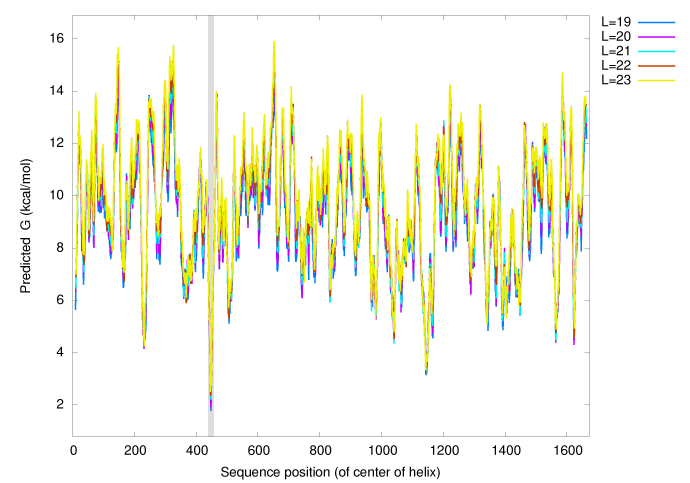 L=19
L=20
L=21
L=22
L=23
16
14
12
10
8
6
4
2
Predicted G (kcal/mol)
0 200 400 600 800 1000 1200 1400 1600
Sequence position (of center of helix)